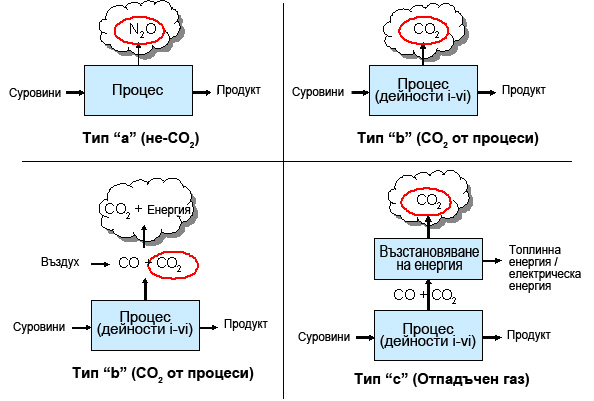 N₂O
Суровини
Процес
Продукт
Тип “a” (не-CO₂)
CO₂
Суровини
Процес
(дейности i-vi)
Продукт
Тип “b” (CO₂ от процеси)
CO₂ + Енергия
Въздух
CO + CO₂
Суровини
Процес
(дейности i-vi)
Продукт
Тип “b” (CO₂ от процеси)
CO₂
Възстановяване
на енергия
Топлинна
енергия /
електрическа
енергия
CO + CO₂
Суровини
Процес
(дейности i-vi)
Продукт
Тип “c” (Отпадъчен газ)